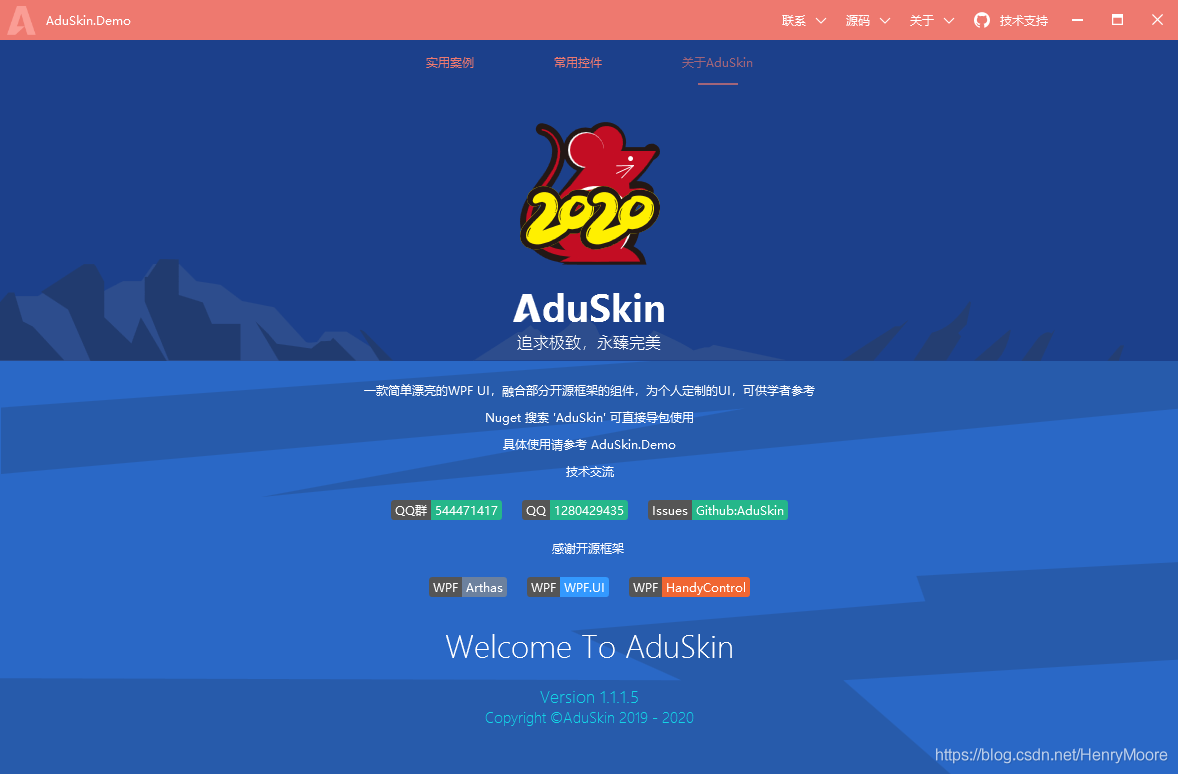 AduSkin.Demo 联系 源码 关于 技术支持
实用案例 常用控件 关于AduSkin
2020
AduSkin
追求极致，永臻完美
一款简单漂亮的WPF UI，融合部分开源框架的组件，为个人定制的UI，可供学者参考
Nuget 搜索 'AduSkin' 可直接导包使用
具体使用请参考 AduSkin.Demo
技术交流
QQ群 544471417 QQ 1280429435 Issues Github:AduSkin
感谢开源框架
WPF Arthas WPF WPF.UI WPF HandyControl
Welcome To AduSkin
Version 1.1.1.5
Copyright ©AduSkin 2019 - 2020
https://blog.csdn.net/HenryMoore